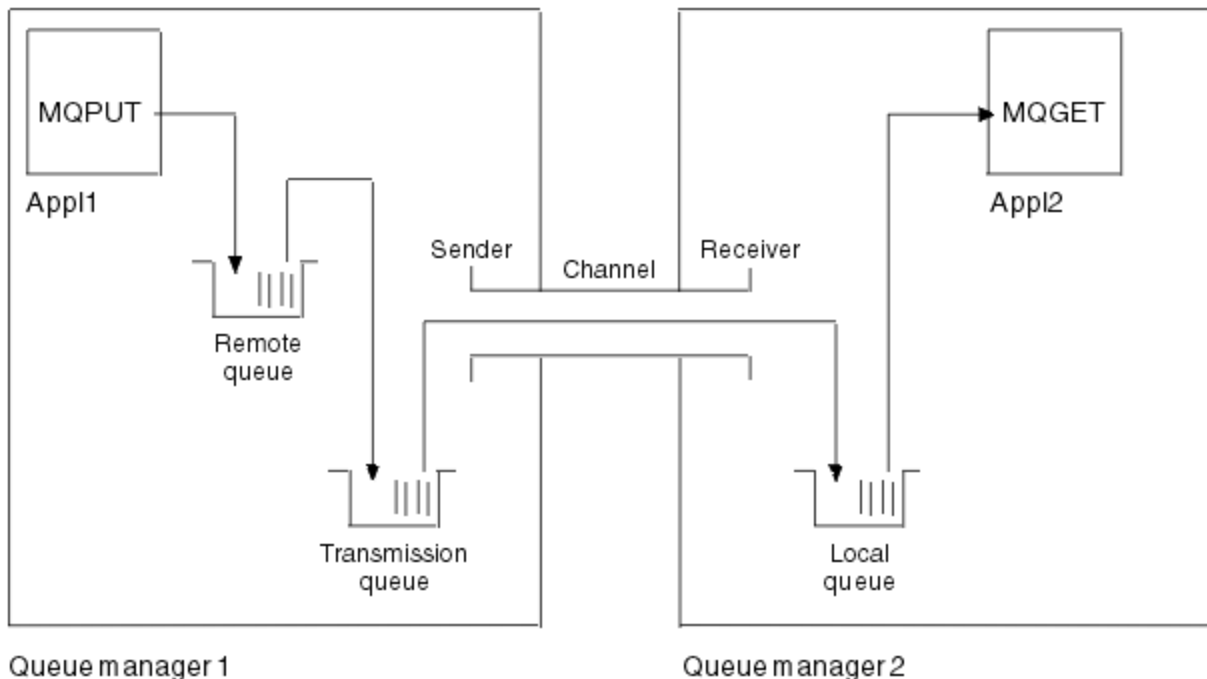 MQPUT
Appl1
MQGET
Appl2
Sender
Channel
Receiver
Remote
queue
Transmission
queue
Local
queue
Queue manager 1
Queue manager 2